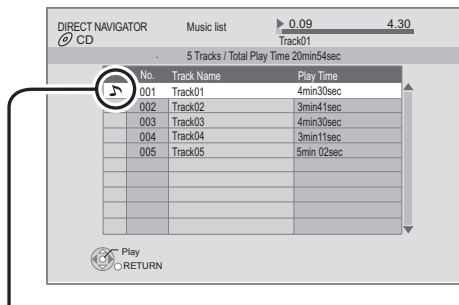 DIRECT NAVIGATOR Music list 0.09 4.30
CD Track01
5 Tracks / Total Play Time 20min54sec
No. Track Name Play Time
001 Track01 4min30sec
002 Track02 3min41sec
003 Track03 4min30sec
004 Track04 3min11sec
005 Track05 5min 02sec
Play
RETURN